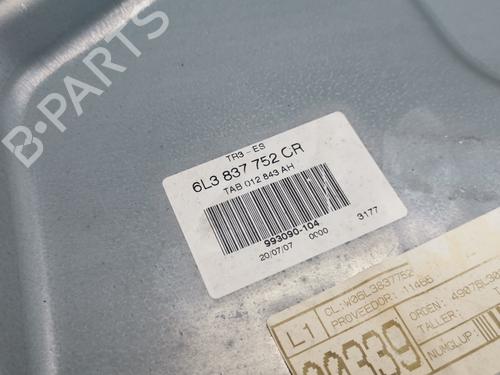 B-PARTS
TR3-ES
6L3 837 752 CR
TAB 012 843 AH
993090-104
20/07/07 0000 3177
L1
CL:W06L3837752
PROVEEDOR: 11466
ORDEN:
TALLER:
NUMGLUP: